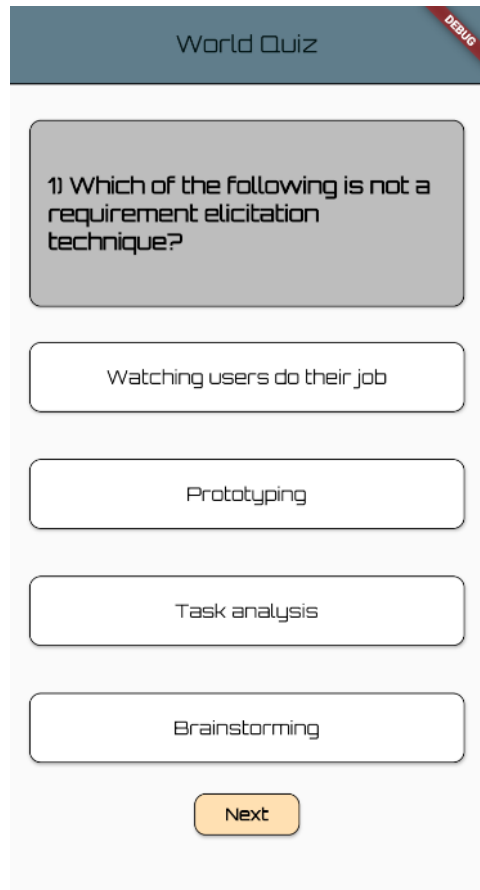 World Quiz
DEBUG
1) Which of the following is not a
requirement elicitation
technique?
Watching users do their job
Prototyping
Task analysis
Brainstorming
Next